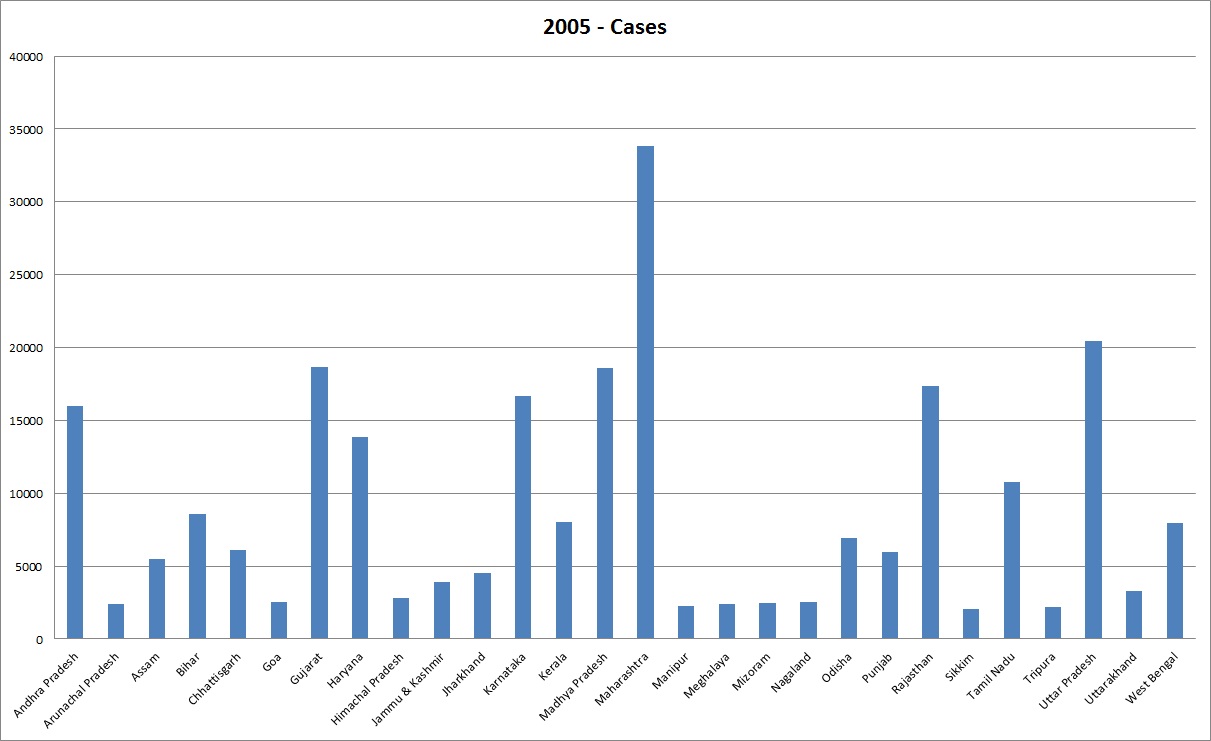 2005 - Cases
40000
35000
30000
25000
20000
15000
10000
5000
0
Andhra Pradesh
Arunachal Pradesh
Assam
Bihar
Chhattisgarh
Goa
Gujarat
Haryana
Himachal Pradesh
Jammu & Kashmir
Jharkhand
Karnataka
Kerala
Madhya Pradesh
Maharashtra
Manipur
Meghalaya
Mizoram
Nagaland
Odisha
Punjab
Rajasthan
Sikkim
Tamil Nadu
Tripura
Uttar Pradesh
Uttarakhand
West Bengal